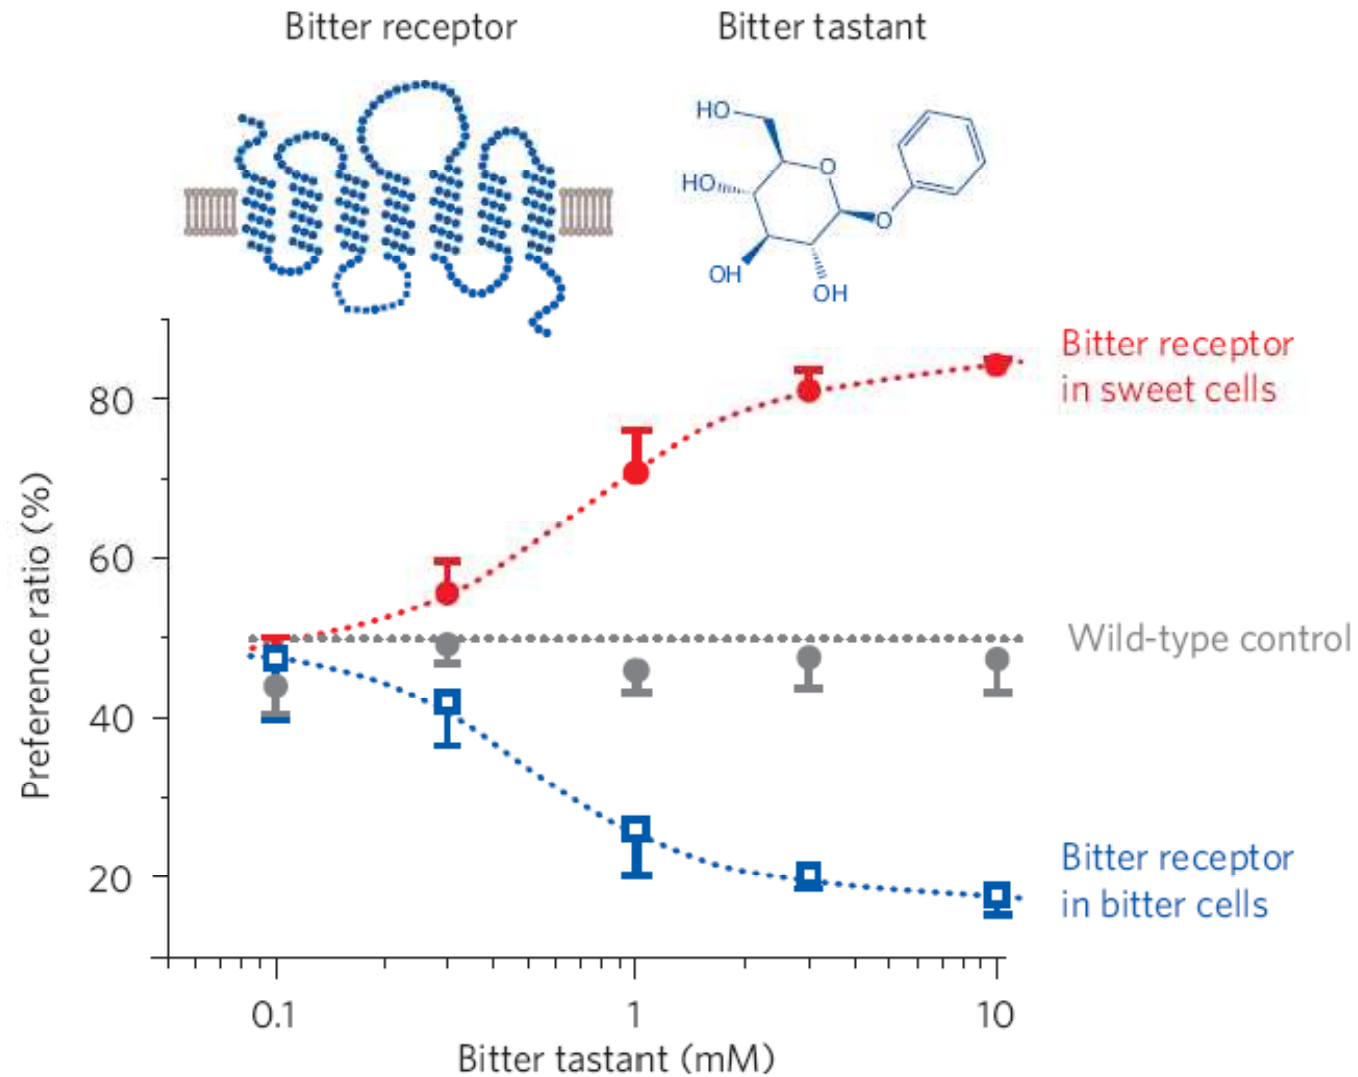 Bitter receptor
Bitter tastant
HO
O
HO
O
OH
OH
Bitter receptor
in sweet cells
80
60
Wild-type control
40
Bitter receptor
in bitter cells
20
Preference ratio (%)
0.1
1
10
Bitter tastant (mM)